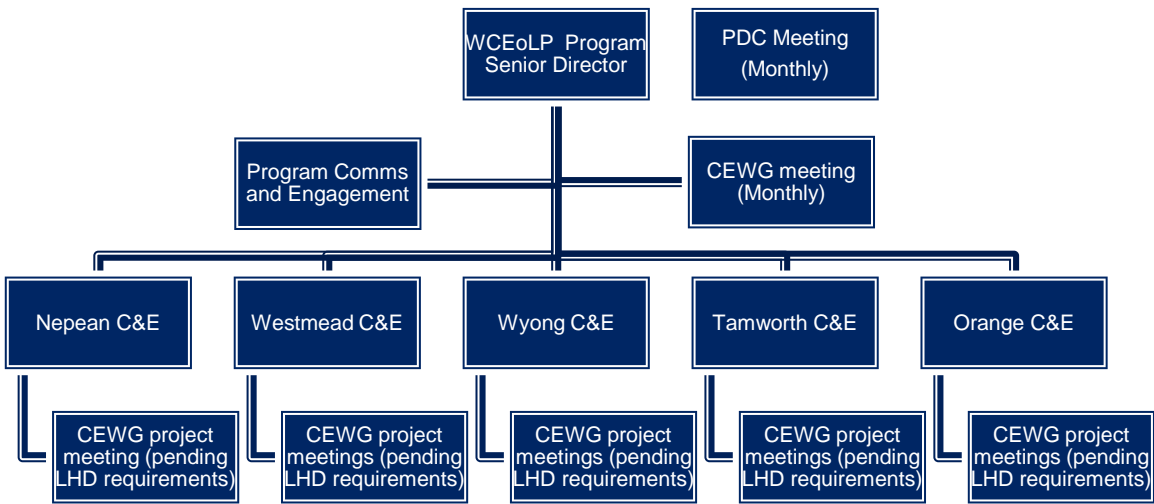 WCEoLP Program
Senior Director
PDC Meeting
(Monthly)
Program Comms
and Engagement
CEWG meeting
(Monthly)
Nepean C&E
Westmead C&E
Wyong C&E
Tamworth C&E
Orange C&E
CEWG project
meeting (pending
LHD requirements)
CEWG project
meetings (pending
LHD requirements)
CEWG project
meetings (pending
LHD requirements)
CEWG project
meetings (pending
LHD requirements)
CEWG project
meetings (pending
LHD requirements)